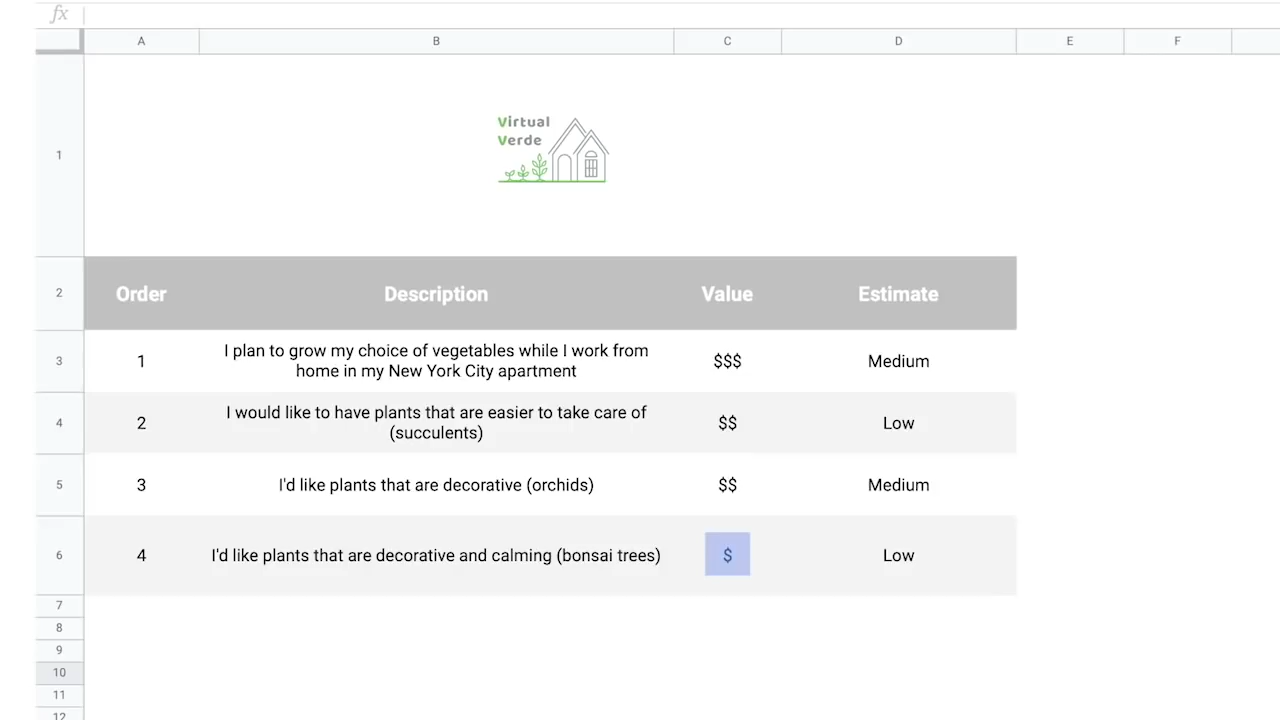 fx
A B C D E F
Virtual
Verde
1
2 Order Description Value Estimate
3 1 I plan to grow my choice of vegetables while I work from
home in my New York City apartment $$$ Medium
4 2 I would like to have plants that are easier to take care of
(succulents) $$ Low
5 3 I'd like plants that are decorative (orchids) $$ Medium
6 4 I'd like plants that are decorative and calming (bonsai trees) $ Low
7
8
9
10
11
12